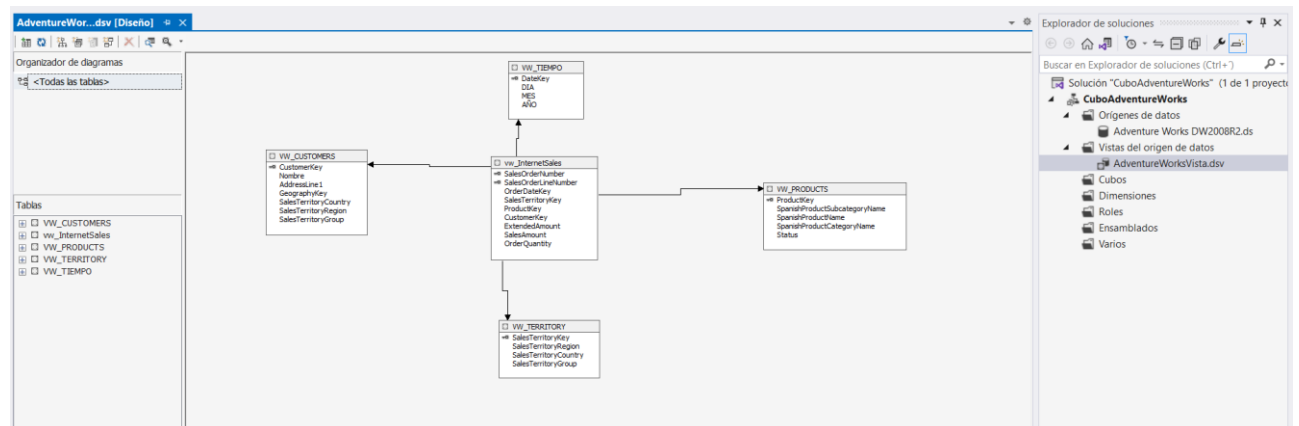 AdventureWor...dsv [Diseño]
Organizador de diagramas
<Todas las tablas>
Tablas
VW_CUSTOMERS
vw_InternetSales
VW_PRODUCTS
VW_TERRITORY
VW_TIEMPO
VW_TIEMPO
DateKey
DIA
MES
AÑO
VW_CUSTOMERS
CustomerKey
Nombre
AddressLine1
GeographyKey
SalesTerritoryCountry
SalesTerritoryRegion
SalesTerritoryGroup
vw_InternetSales
SalesOrderNumber
SalesOrderLineNumber
OrderDateKey
SalesTerritoryKey
ProductKey
CustomerKey
ExtendedAmount
SalesAmount
OrderQuantity
VW_PRODUCTS
ProductKey
SpanishProductSubcategoryName
SpanishProductName
SpanishProductCategoryName
Status
VW_TERRITORY
SalesTerritoryKey
SalesTerritoryRegion
SalesTerritoryCountry
SalesTerritoryGroup
Explorador de soluciones
Buscar en Explorador de soluciones (Ctrl+¨)
Solución "CuboAdventureWorks" (1 de 1 proyecto
CuboAdventureWorks
Orígenes de datos
Adventure Works DW2008R2.ds
Vistas del origen de datos
AdventureWorksVista.dsv
Cubos
Dimensiones
Roles
Ensamblados
Varios